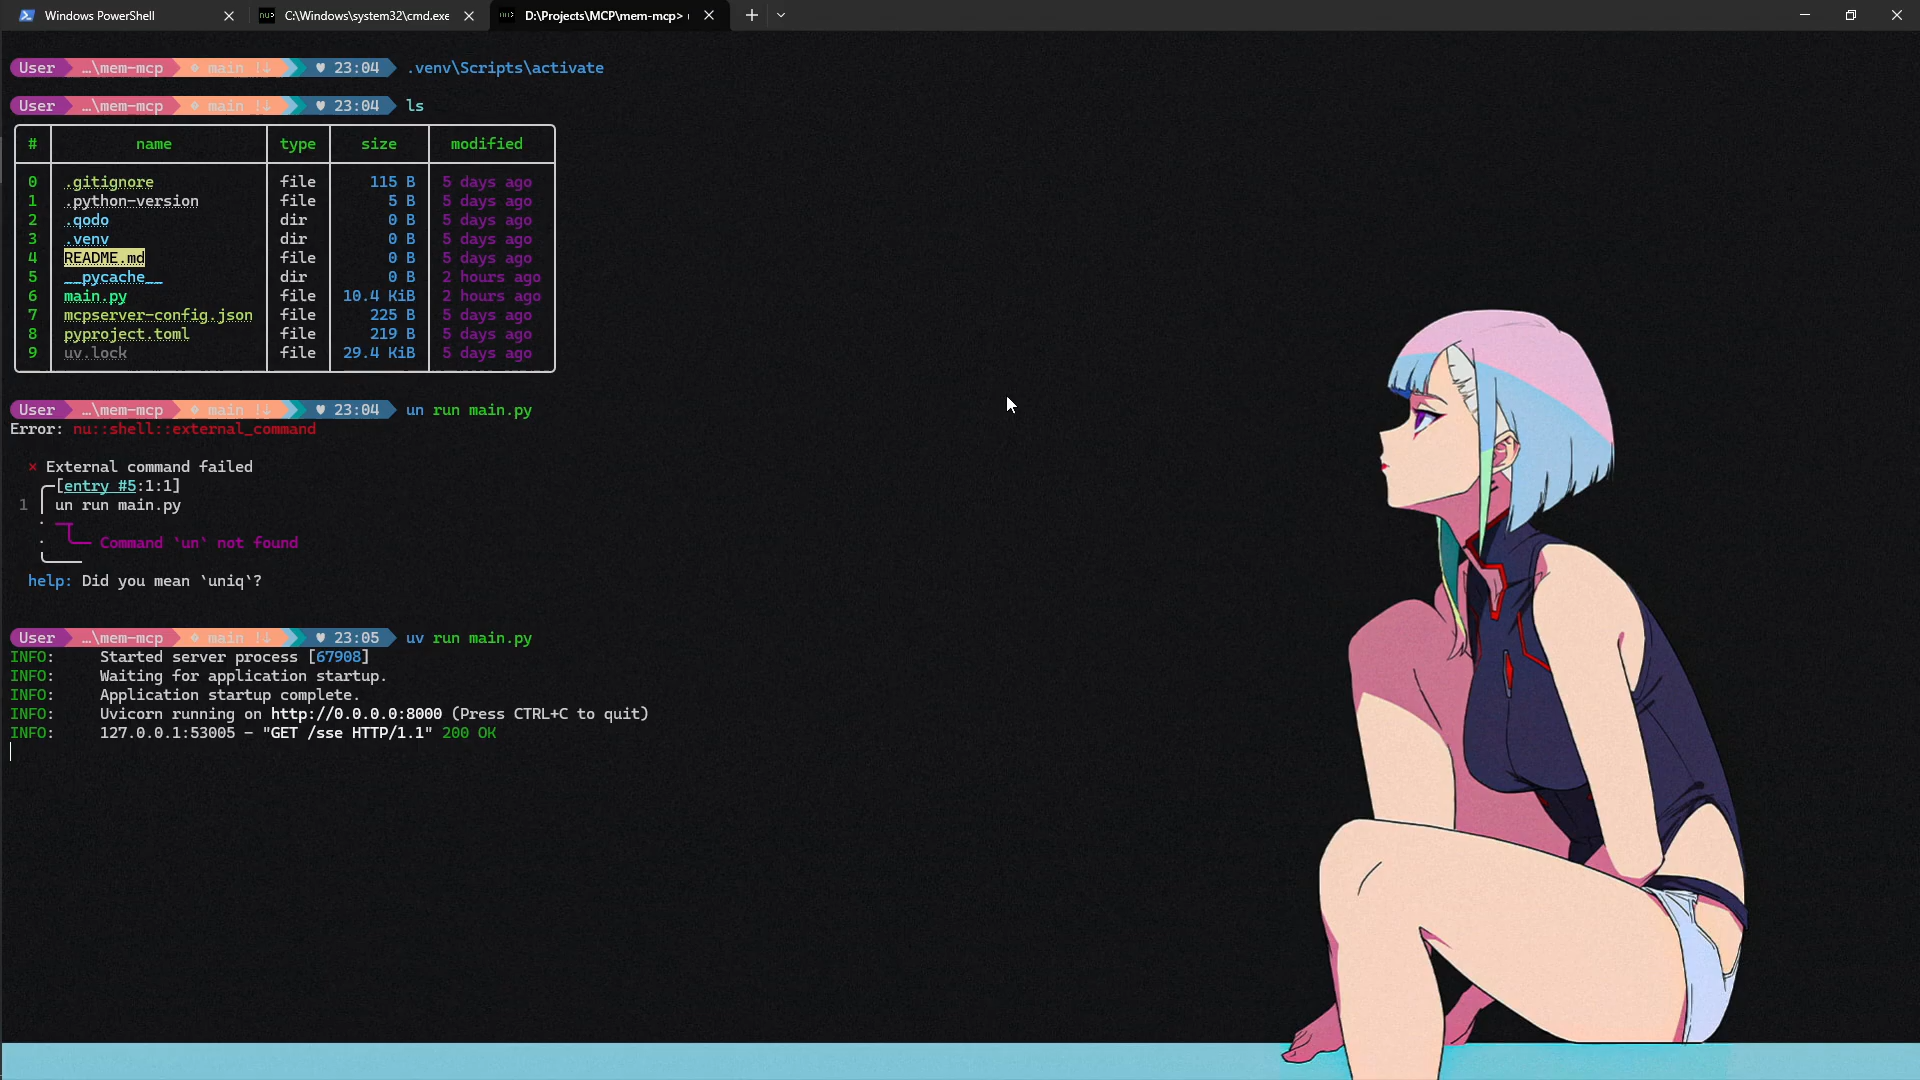 Windows PowerShell
C:\Windows\system32\cmd.exe
D:\Projects\MCP\mem-mcp>
User …\mem-mcp main !↓ ♥ 23:04 .venv\Scripts\activate
User …\mem-mcp main !↓ ♥ 23:04 ls
# name type size modified
0 .gitignore file 115 B 5 days ago
1 .python-version file 5 B 5 days ago
2 .qodo dir 0 B 5 days ago
3 .venv dir 0 B 5 days ago
4 README.md file 0 B 5 days ago
5 __pycache__ dir 0 B 2 hours ago
6 main.py file 10.4 KiB 2 hours ago
7 mcpserver-config.json file 225 B 5 days ago
8 pyproject.toml file 219 B 5 days ago
9 uv.lock file 29.4 KiB 5 days ago
User …\mem-mcp main !↓ ♥ 23:04 un run main.py
Error: nu::shell::external_command
× External command failed
[entry #5:1:1]
1 un run main.py
Command `un` not found
help: Did you mean `uniq`?
User …\mem-mcp main !↓ ♥ 23:05 uv run main.py
INFO: Started server process [67908]
INFO: Waiting for application startup.
INFO: Application startup complete.
INFO: Uvicorn running on http://0.0.0.0:8000 (Press CTRL+C to quit)
INFO: 127.0.0.1:53005 - "GET /sse HTTP/1.1" 200 OK